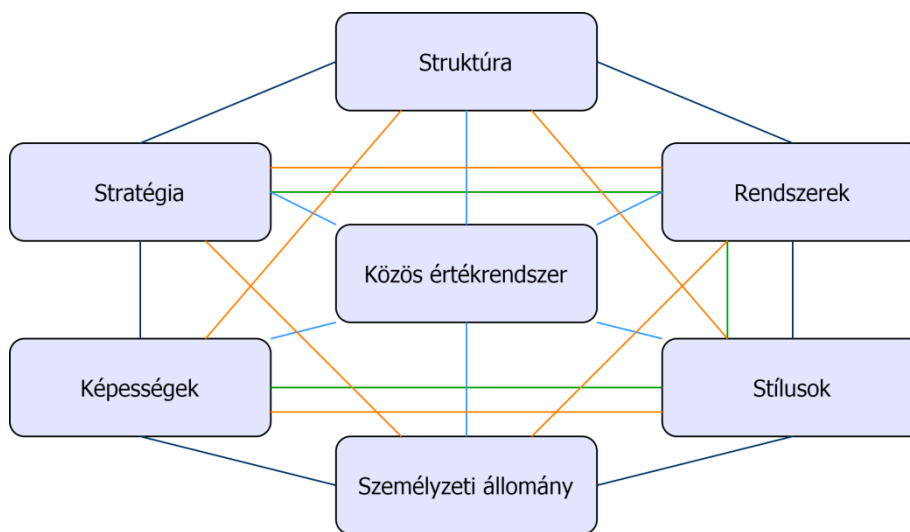 Struktúra
Stratégia
Rendszerek
Közös értékrendszer
Képességek
Stílusok
Személyzeti állomány